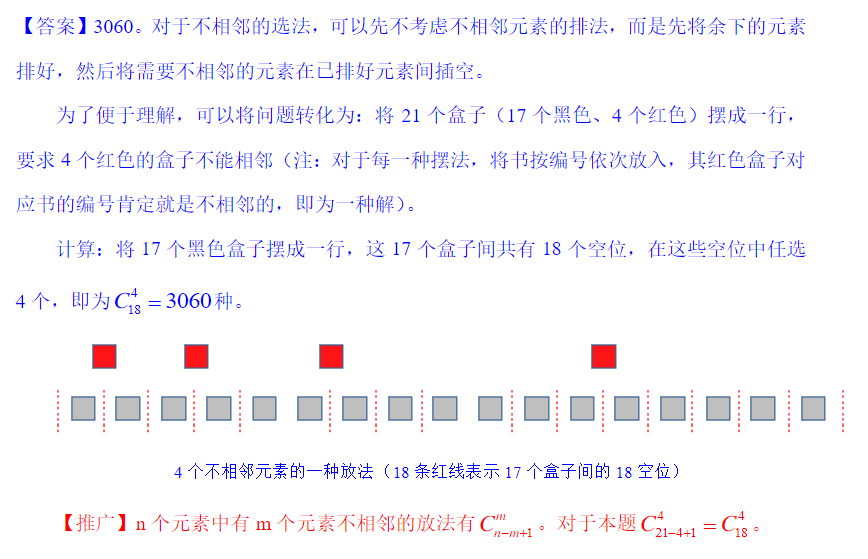 【答案】3060。对于不相邻的选法，可以先不考虑不相邻元素的排法，而是先将余下的元素
排好，然后将需要不相邻的元素在已排好元素间插空。
为了便于理解，可以将问题转化为：将 21 个盒子（17 个黑色、4 个红色）摆成一行，
要求 4 个红色的盒子不能相邻（注：对于每一种摆法，将书按编号依次放入，其红色盒子对
应书的编号肯定就是不相邻的，即为一种解）。
计算：将 17 个黑色盒子摆成一行，这 17 个盒子间共有 18 个空位，在这些空位中任选
4 个，即为 $C_{18}^{4}=3060$ 种。
4 个不相邻元素的一种放法（18 条红线表示 17 个盒子间的 18 空位）
【推广】n 个元素中有 m 个元素不相邻的放法有 $C_{n-m+1}^{m}$ 。对于本题 $C_{21-4+1}^{4}=C_{18}^{4}$ 。